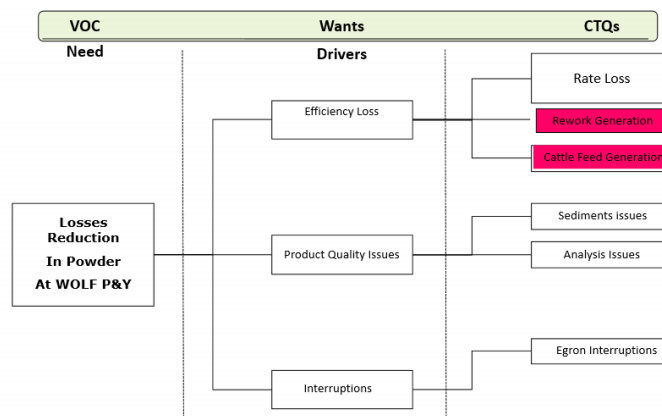 VOC Wants CTQs
Need Drivers
Efficiency Loss
Rate Loss
Rework Generation
Cattle Feed Generation
Losses
Reduction
In Powder
At WOLF P&Y
Product Quality Issues
Sediments issues
Analysis Issues
Interruptions
Egron Interruptions